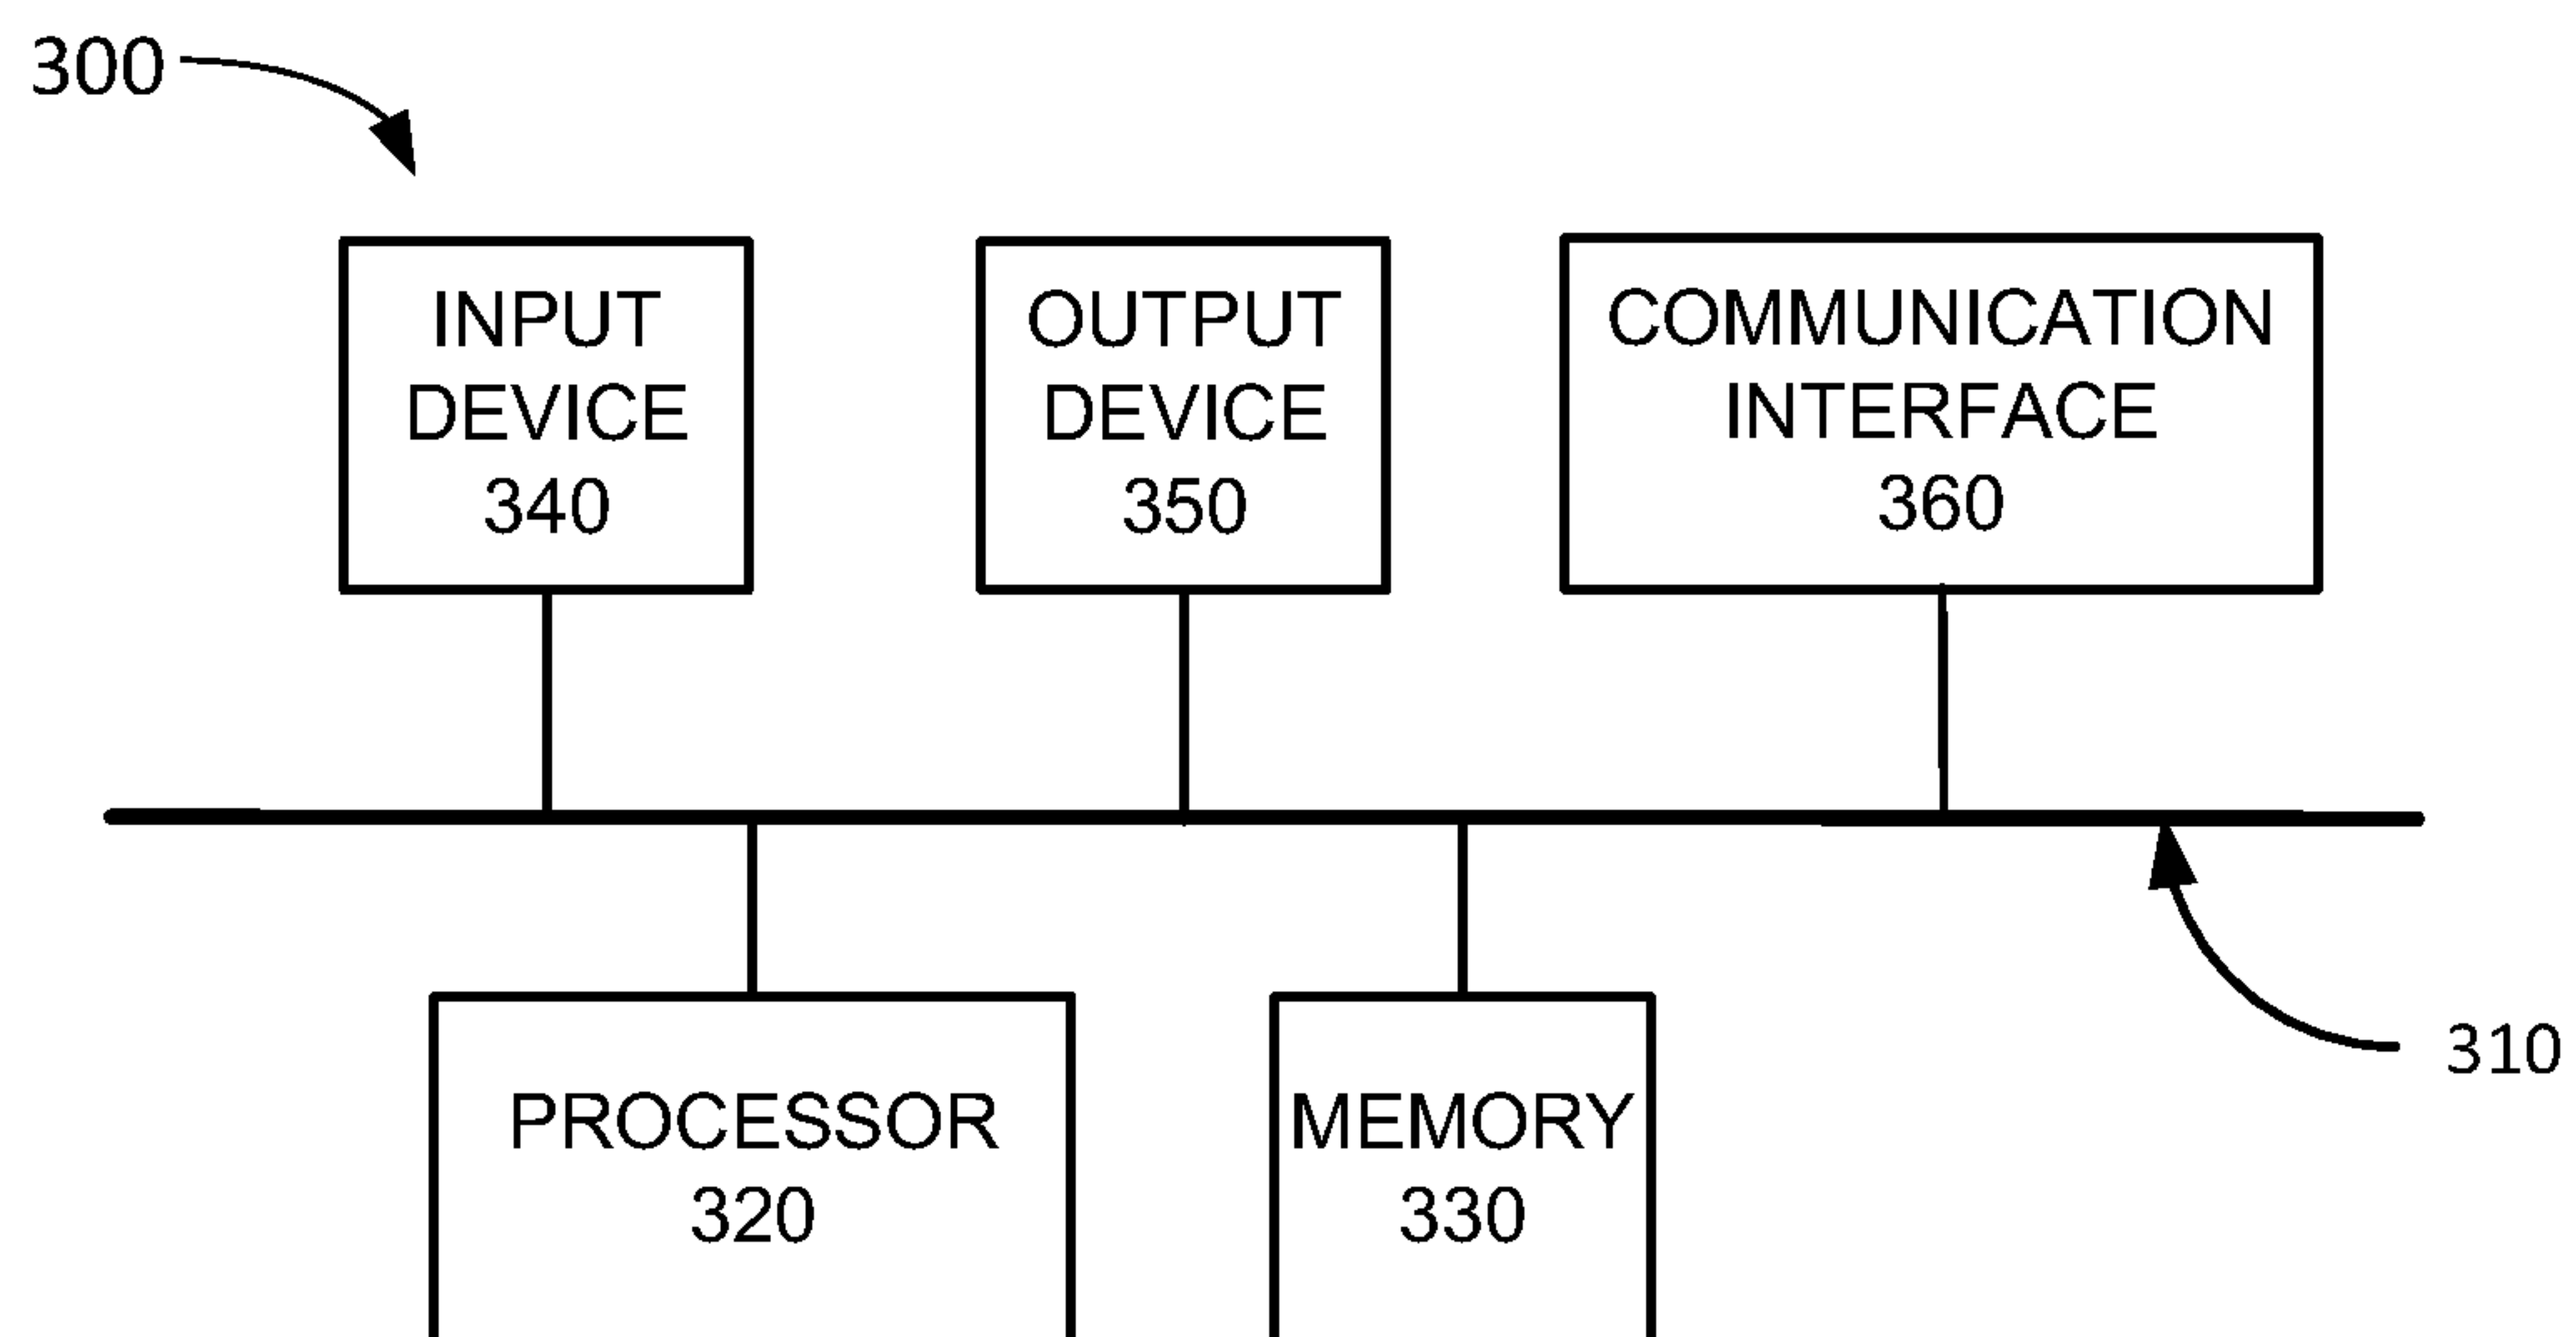 300
INPUT
DEVICE
340
OUTPUT
DEVICE
350
COMMUNICATION
INTERFACE
360
310
PROCESSOR
320
MEMORY
330